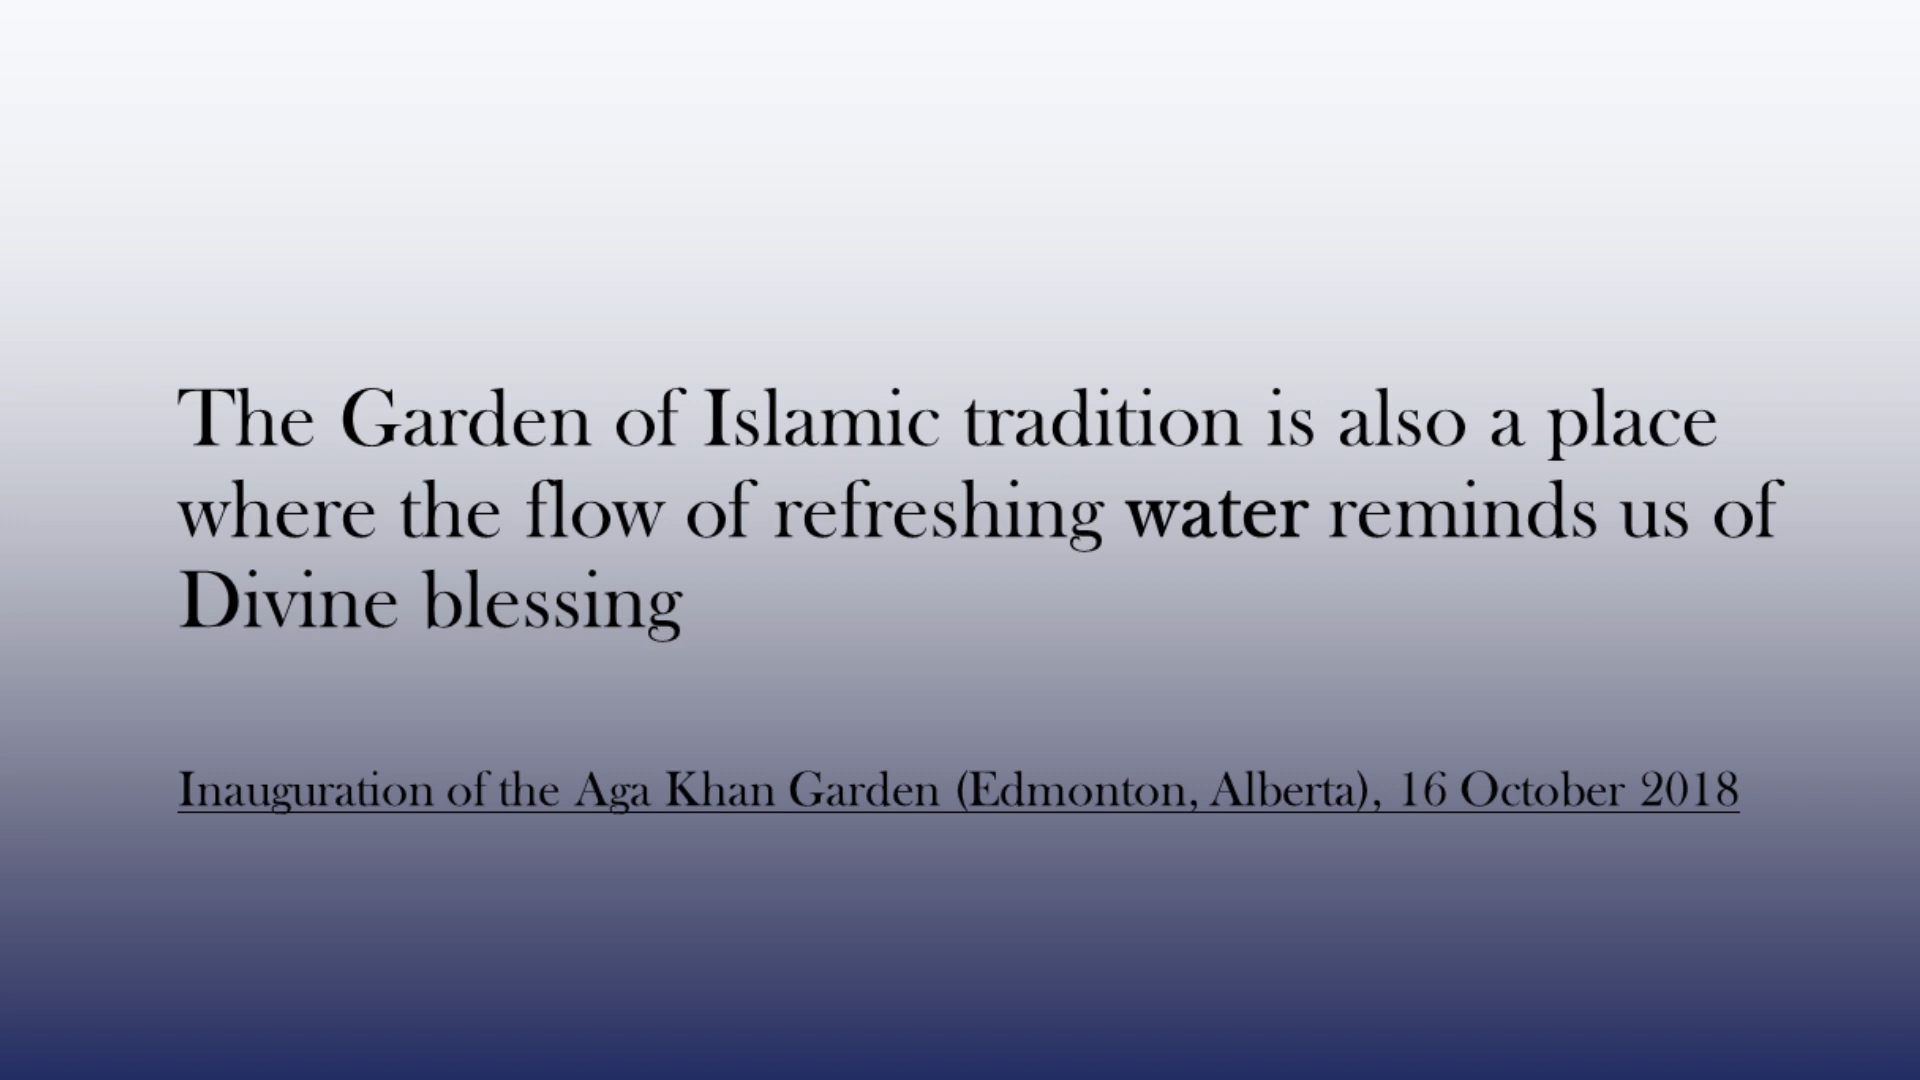 The Garden of Islamic tradition is also a place
where the flow of refreshing water reminds us of
Divine blessing
Inauguration of the Aga Khan Garden (Edmonton, Alberta), 16 October 2018